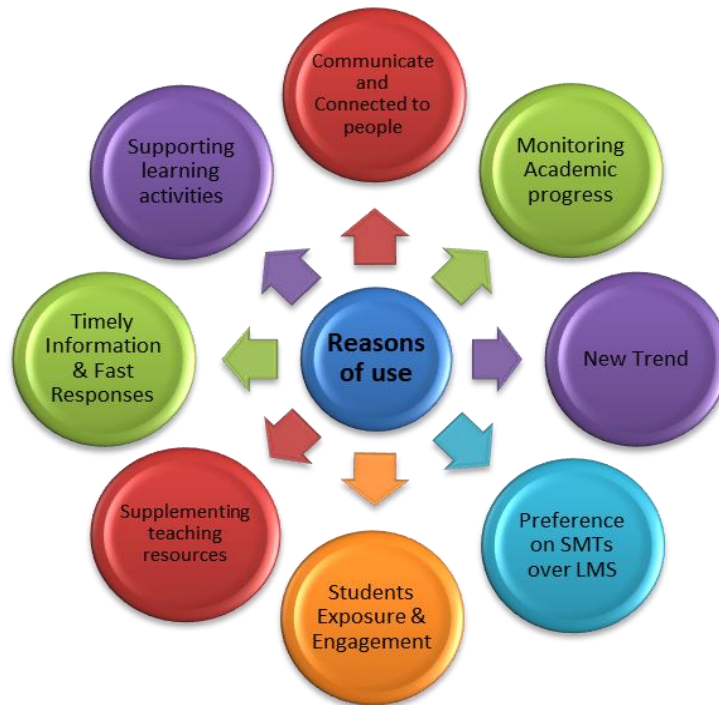 Communicate
and
Connected to
people
Monitoring
Academic
progress
New Trend
Preference
on SMTs
over LMS
Students
Exposure &
Engagement
Supplementing
teaching
resources
Timely
Information
& Fast
Responses
Supporting
learning
activities
Reasons
of use